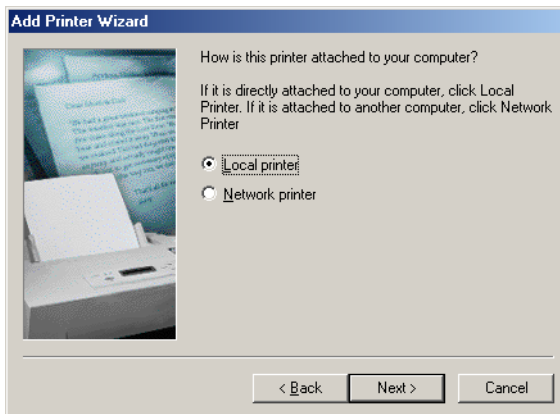 Add Printer Wizard
How is this printer attached to your computer?
If it is directly attached to your computer, click Local
Printer. If it is attached to another computer, click Network
Printer
Local printer
Network printer
< Back
Next >
Cancel